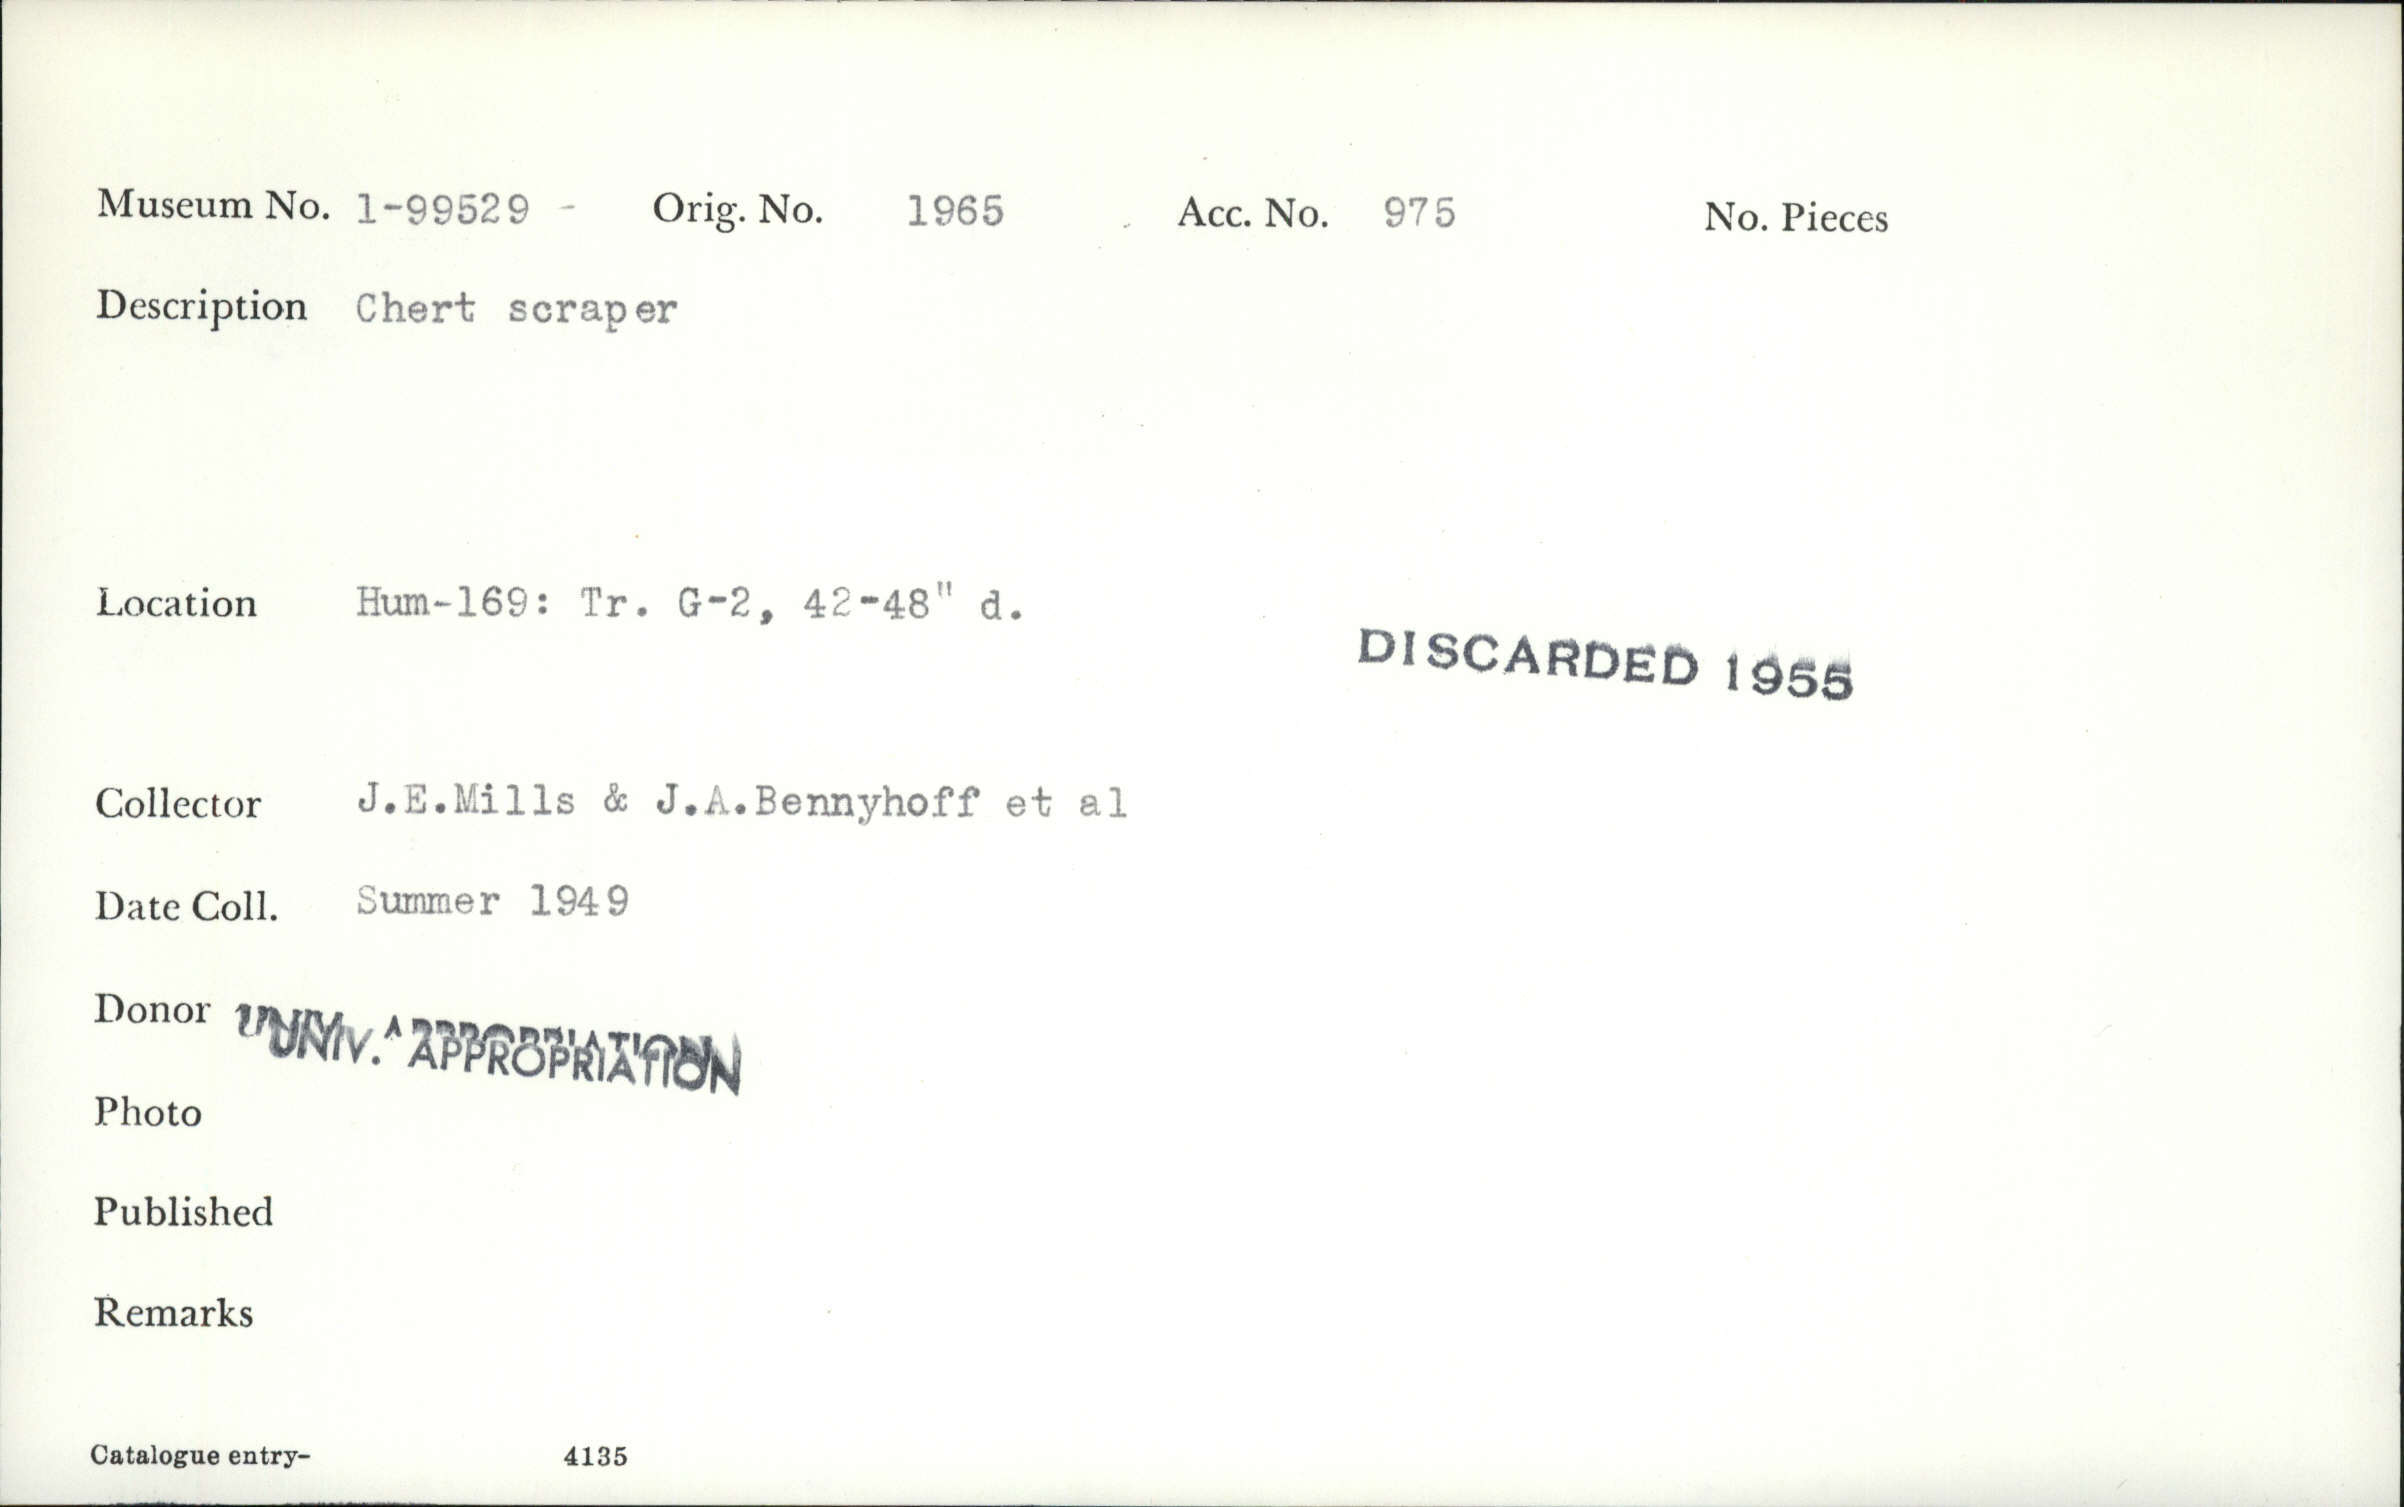 Museum No. 1-99529 - Orig. No. 1965 Acc. No. 975 No. Pieces
Description Chert scraper
Location Hum-169: Tr. G-2, 42-48" d.
DISCARDED 1955
Collector J.E.Mills & J.A.Bennyhoff et al
Date Coll. Summer 1949
Donor UNIV. APPROPRIATION
UNIV. APPROPRIATION
Photo
Published
Remarks
Catalogue entry- 4135